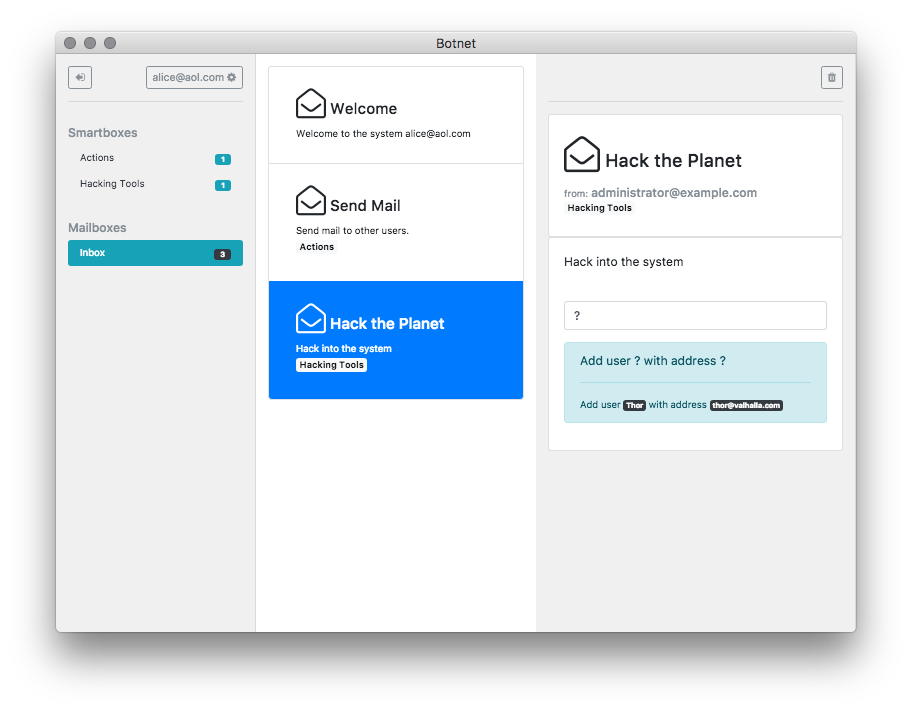 Botnet
alice@aol.com
Smartboxes
Actions 1
Hacking Tools 1
Mailboxes
Inbox 3
Welcome
Welcome to the system alice@aol.com
Send Mail
Send mail to other users.
Actions
Hack the Planet
Hack into the system
Hacking Tools
Hack the Planet
from: administrator@example.com
Hacking Tools
Hack into the system
?
Add user ? with address ?
Add user Thor with address thor@valhalla.com